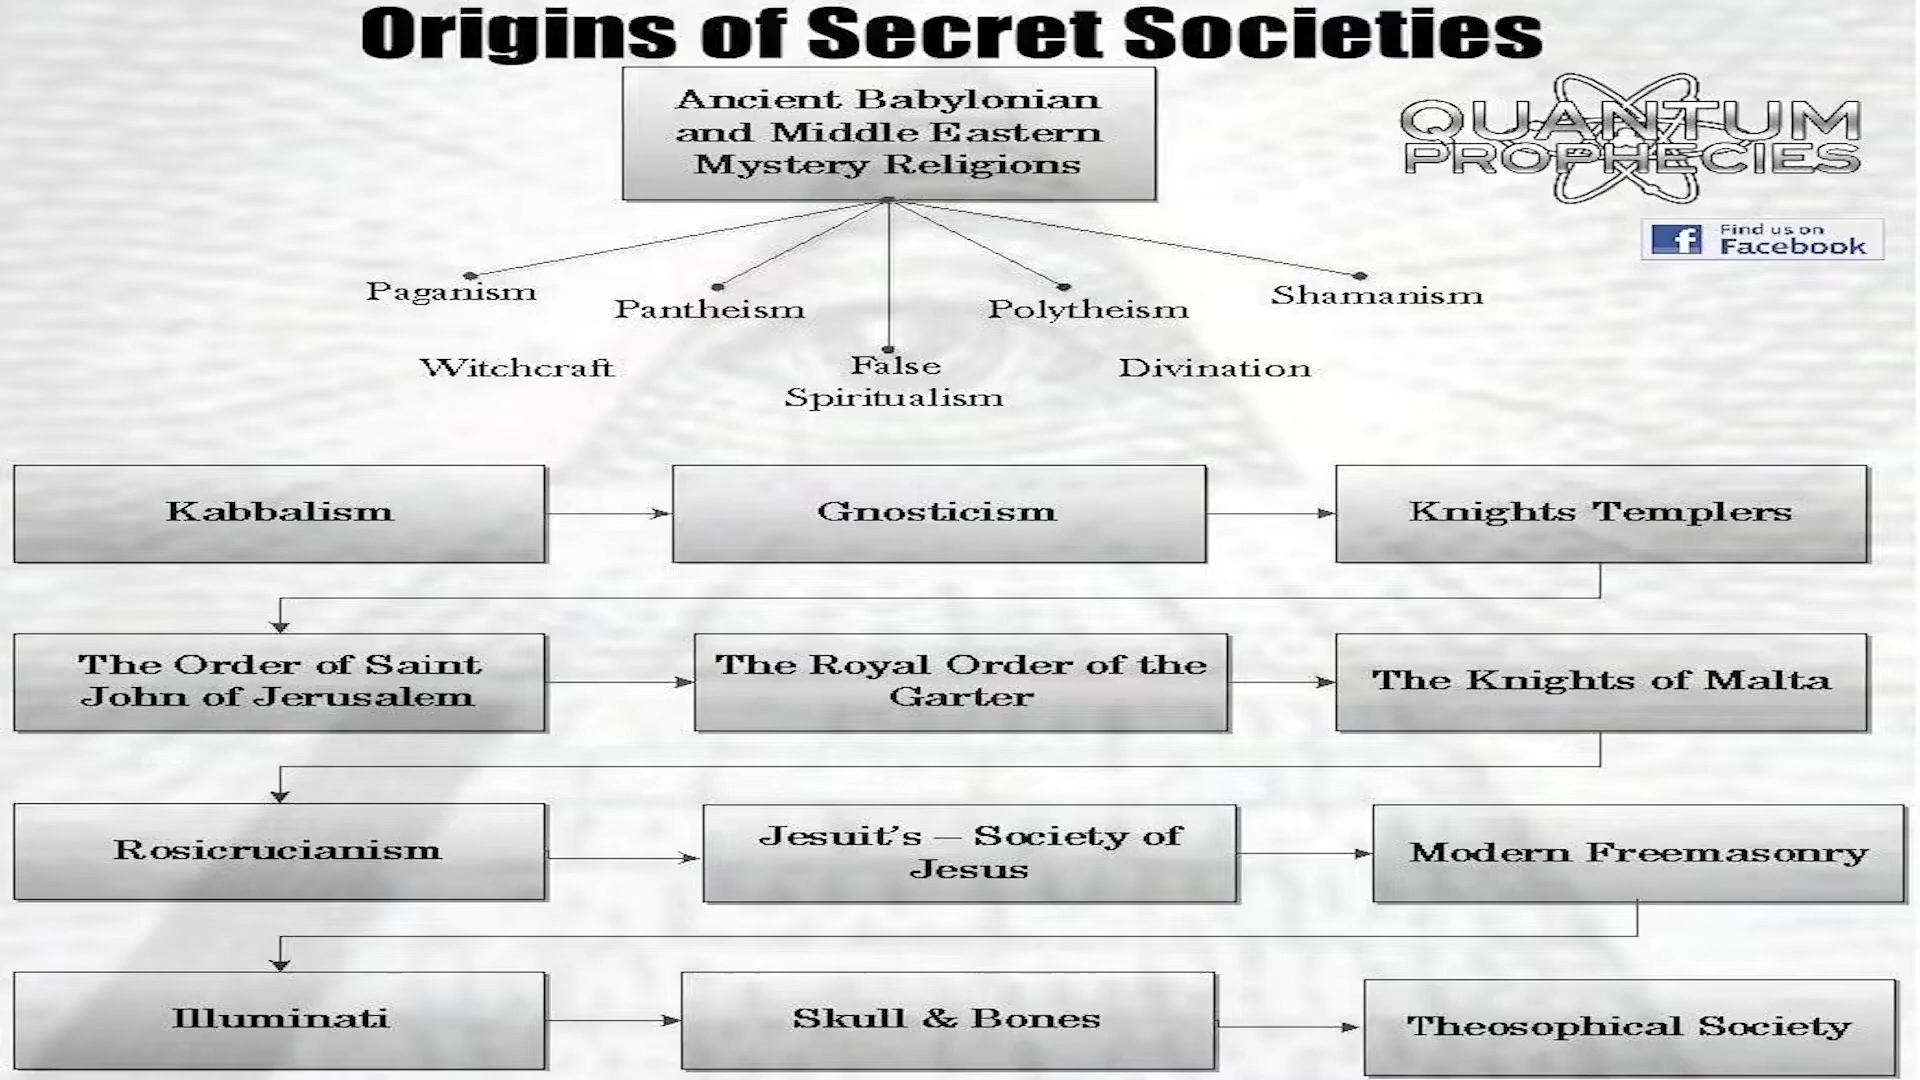 Origins of Secret Societies
Ancient Babylonian
and Middle Eastern
Mystery Religions
QUANTUM
PROPHECIES
Find us on
Facebook
Paganism
Pantheism
Polytheism
Shamanism
Witchcraft
False
Spiritualism
Divination
Kabbalism
Gnosticism
Knights Templers
The Order of Saint
John of Jerusalem
The Royal Order of the
Garter
The Knights of Malta
Rosicrucianism
Jesuit's – Society of
Jesus
Modern Freemasonry
Illuminati
Skull & Bones
Theosophical Society